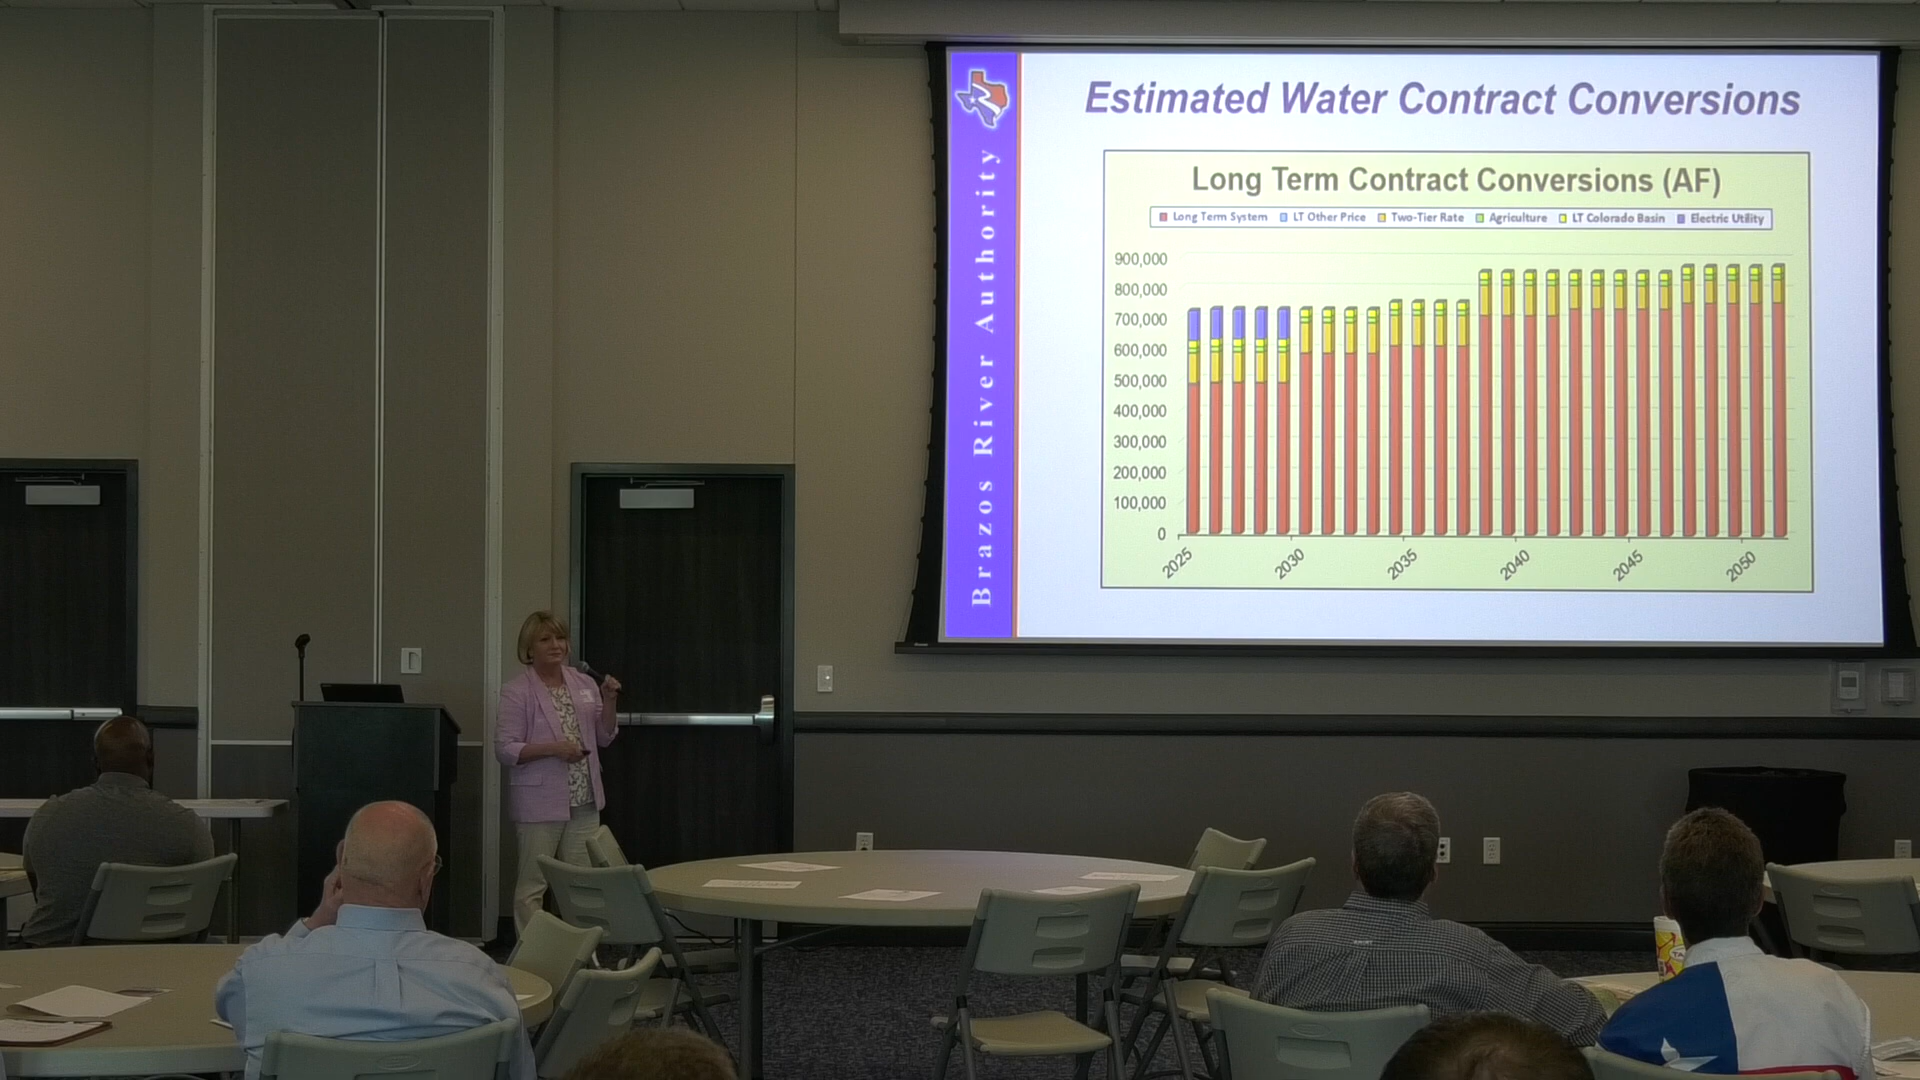 Estimated Water Contract Conversions
Brazos River Authority
Long Term Contract Conversions (AF)
Long Term System LT Other Price Two-Tier Rate Agriculture LT Colorado Basin Electric Utility
900,000
800,000
700,000
600,000
500,000
400,000
300,000
200,000
100,000
0
2025 2030 2035 2040 2045 2050